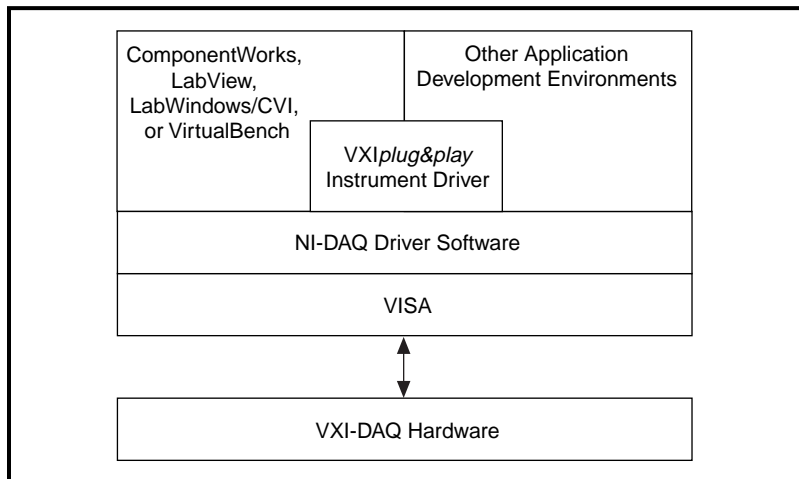 ComponentWorks,
LabView,
LabWindows/CVI,
or VirtualBench
Other Application
Development Environments
VXIplug&play
Instrument Driver
NI-DAQ Driver Software
VISA
VXI-DAQ Hardware